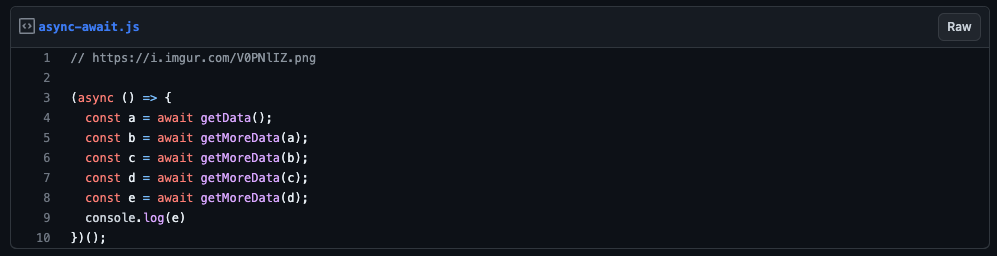 async-await.js
Raw
1 // https://i.imgur.com/V0PNlIZ.png
2
3 (async () => {
4   const a = await getData();
5   const b = await getMoreData(a);
6   const c = await getMoreData(b);
7   const d = await getMoreData(c);
8   const e = await getMoreData(d);
9   console.log(e)
10 })();